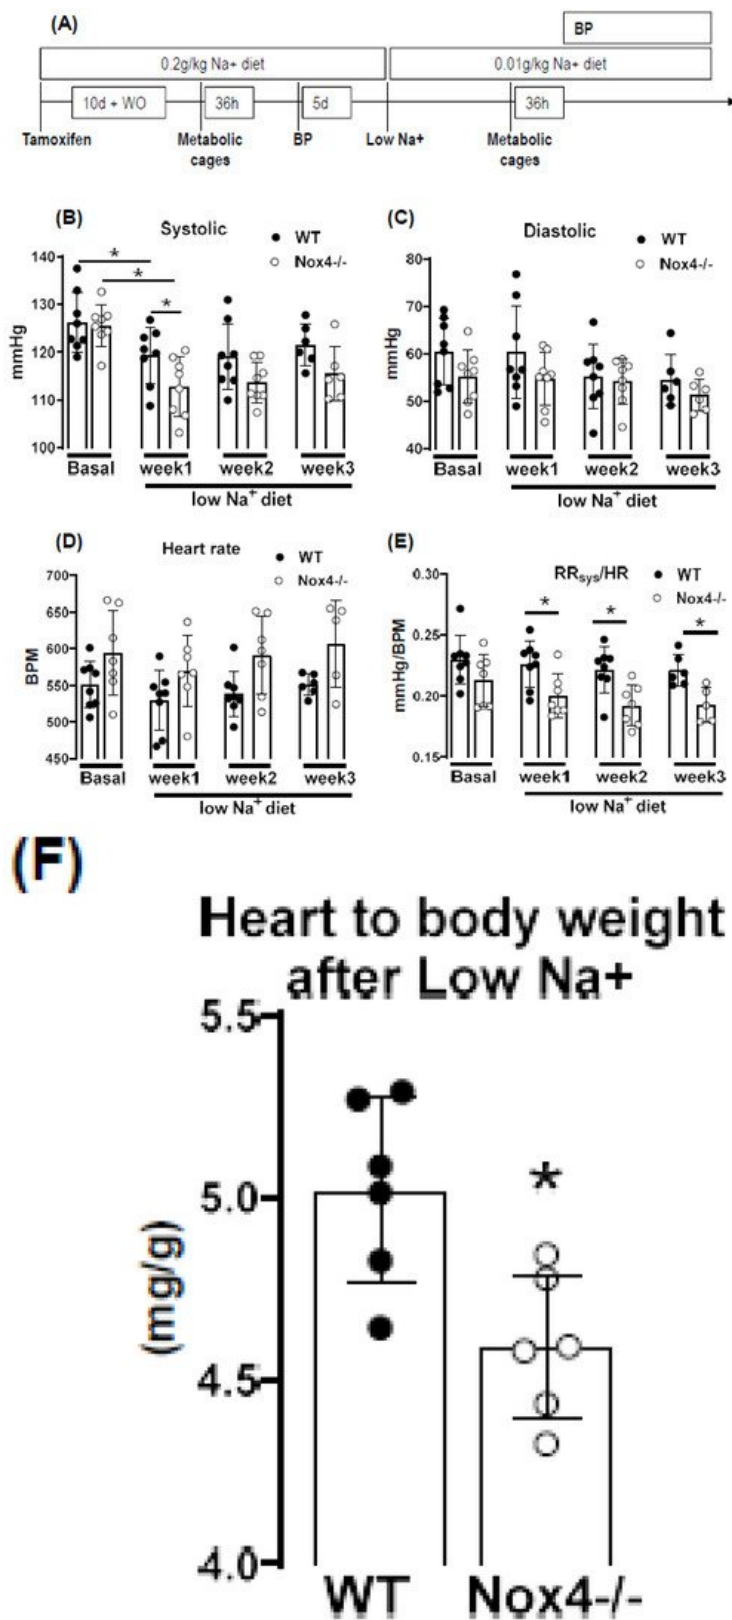 (A)
BP
0.2g/kg Na+ diet
0.01g/kg Na+ diet
10d + WO
36h
5d
36h
Tamoxifen
Metabolic
cages
BP
Low Na+
Metabolic
cages
(B)
Systolic
WT
Nox4-/-
mmHg
140
130
120
110
100
*
*
*
Basal
week1
week2
week3
low Na+ diet
(C)
Diastolic
WT
Nox4-/-
mmHg
80
60
50
40
Basal
week1
week2
week3
low Na+ diet
(D)
Heart rate
WT
Nox4-/-
BPM
700
650
600
550
500
450
Basal
week1
week2
week3
low Na+ diet
(E)
RRsys/HR
WT
Nox4-/-
mmHg/BPM
0.30
0.25
0.20
0.15
*
*
*
Basal
week1
week2
week3
low Na+ diet
(F)
Heart to body weight
after Low Na+
(mg/g)
5.5
5.0
4.5
4.0
*
WT
Nox4-/-